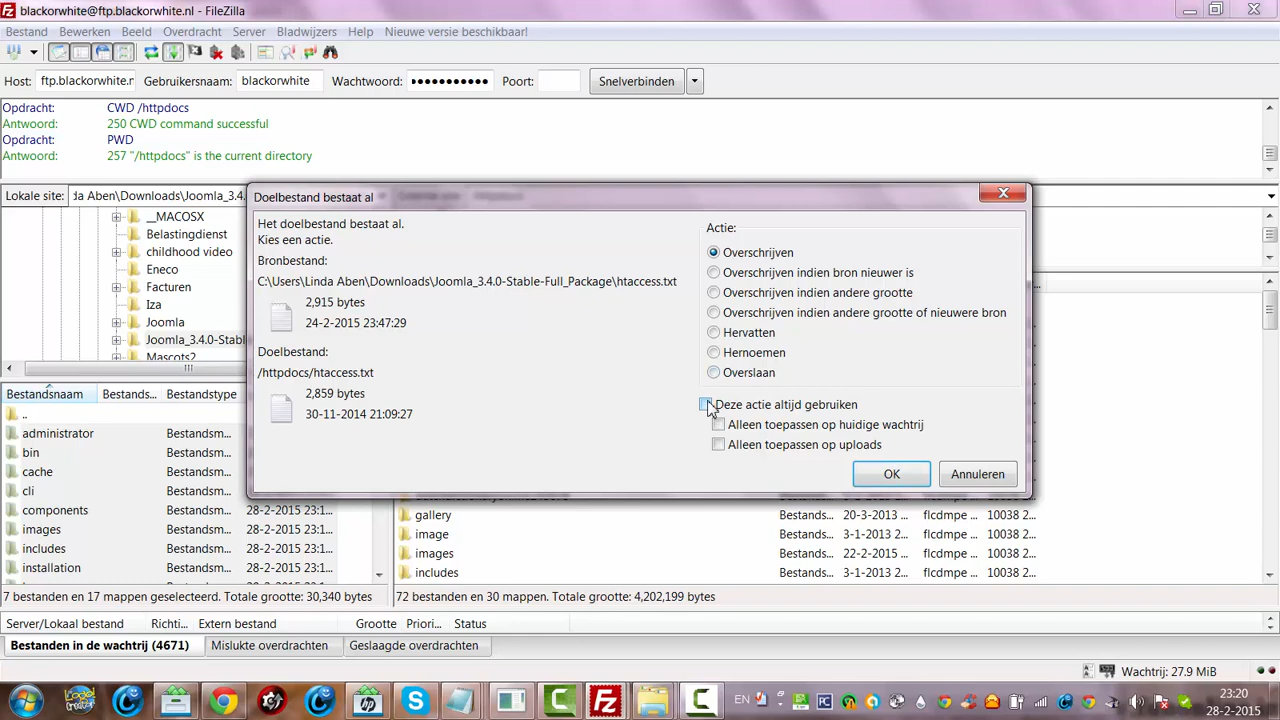 blackorwhite@ftp.blackorwhite.nl - FileZilla
Bestand Bewerken Beeld Overdracht Server Bladwijzers Help Nieuwe versie beschikbaar!
Host: ftp.blackorwhite.n Gebruikersnaam: blackorwhite Wachtwoord: ●●●●●●●●●●● Poort: Snelverbinden
Opdracht: CWD /httpdocs
Antwoord: 250 CWD command successful
Opdracht: PWD
Antwoord: 257 "/httpdocs" is the current directory
Lokale site: da Aben\Downloads\Joomla_3.4.0-
__MACOSX
Belastingdienst
childhood video
Eneco
Facturen
Iza
Joomla
Joomla_3.4.0-Stab
Mascots2
Doelbestand bestaat al
Het doelbestand bestaat al.
Kies een actie.
Bronbestand:
C:\Users\Linda Aben\Downloads\Joomla_3.4.0-Stable-Full_Package\htaccess.txt
2,915 bytes
24-2-2015 23:47:29
Doelbestand:
/httpdocs/htaccess.txt
2,859 bytes
30-11-2014 21:09:27
Actie:
Overschrijven
Overschrijven indien bron nieuwer is
Overschrijven indien andere grootte
Overschrijven indien andere grootte of nieuwere bron
Hervatten
Hernoemen
Overslaan
Deze actie altijd gebruiken
Alleen toepassen op huidige wachtrij
Alleen toepassen op uploads
OK Annuleren
Bestandsnaam Bestands... Bestandstype
..
administrator Bestandsm...
bin Bestandsm...
cache Bestandsm...
cli Bestandsm...
components Bestandsm... 28-2-2015 23:1...
images Bestandsm... 28-2-2015 23:1...
includes Bestandsm... 28-2-2015 23:1...
installation Bestandsm... 28-2-2015 23:1...
gallery Bestands... 20-3-2013 ... flcdmpe ... 10038 2...
image Bestands... 3-1-2013 2... flcdmpe ... 10038 2...
images Bestands... 22-2-2015 ... flcdmpe ... 10038 2...
includes Bestands... 3-1-2013 2... flcdmpe ... 10038 2...
7 bestanden en 17 mappen geselecteerd. Totale grootte: 30,340 bytes
72 bestanden en 30 mappen. Totale grootte: 4,202,199 bytes
Server/Lokaal bestand Richti... Extern bestand Grootte Priori... Status
Bestanden in de wachtrij (4671) Mislukte overdrachten Geslaagde overdrachten
Wachtrij: 27.9 MiB
EN
23:20
28-2-2015